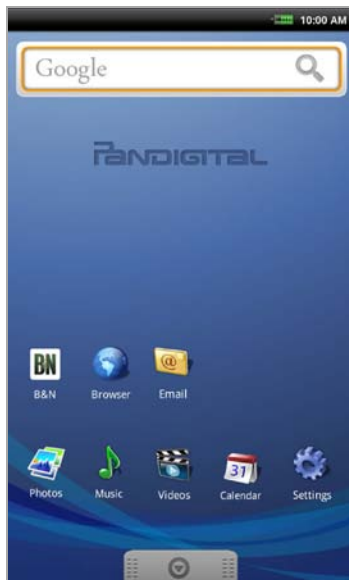 10:00 AM
Google
PANDIGITAL
BN
B&N Browser Email
31
Photos Music Videos Calendar Settings